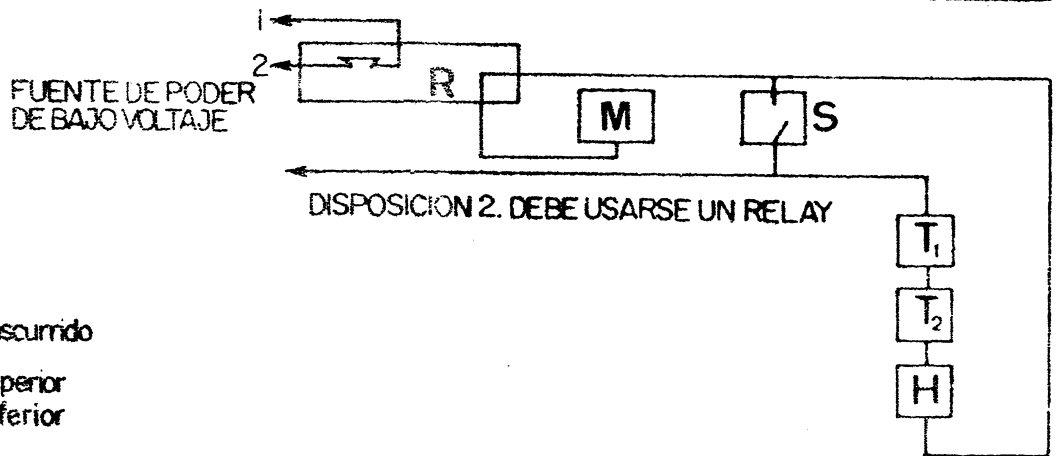 1
2
FUENTE DE PODER
DE BAJO VOLTAJE
R
M
S
DISPOSICION 2. DEBE USARSE UN RELAY
T₁
T₂
H
scurrido
perior
ferior